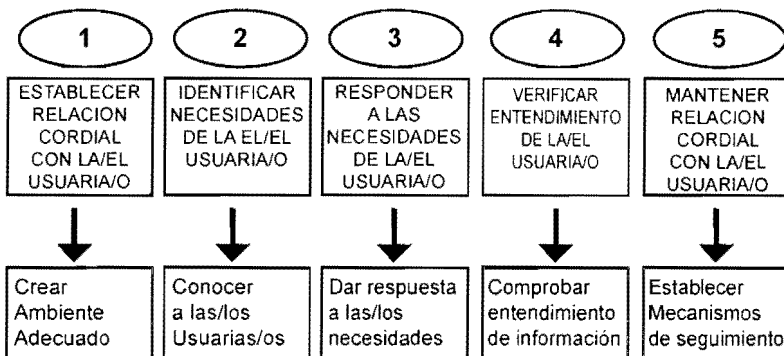 1
2
3
4
5
ESTABLECER
RELACION
CORDIAL
CON LA/EL
USUARIA/O
IDENTIFICAR
NECESIDADES
DE LA EL/EL
USUARIA/O
RESPONDER
A LAS
NECESIDADES
DE LA/EL
USUARIA/O
VERIFICAR
ENTENDIMIENTO
DE LA/EL
USUARIA/O
MANTENER
RELACION
CORDIAL
CON LA/EL
USUARIA/O
Crear
Ambiente
Adecuado
Conocer
a las/los
Usuarias/os
Dar respuesta
a las/los
necesidades
Comprobar
entendimiento
de información
Establecer
Mecanismos
de seguimiento